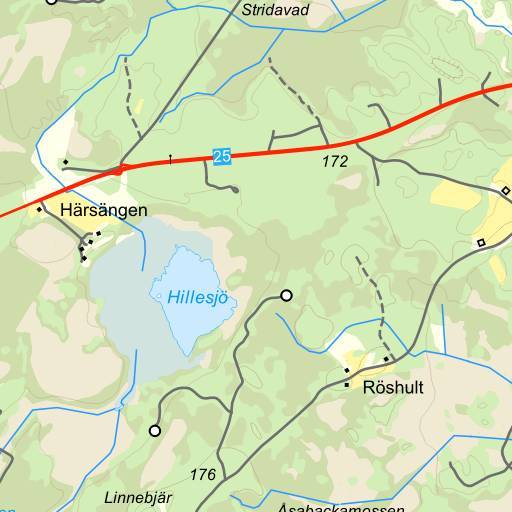 Stridavad
25
172
Härsängen
Hillesjö
Röshult
176
Linnebjär
Åsabackamossen